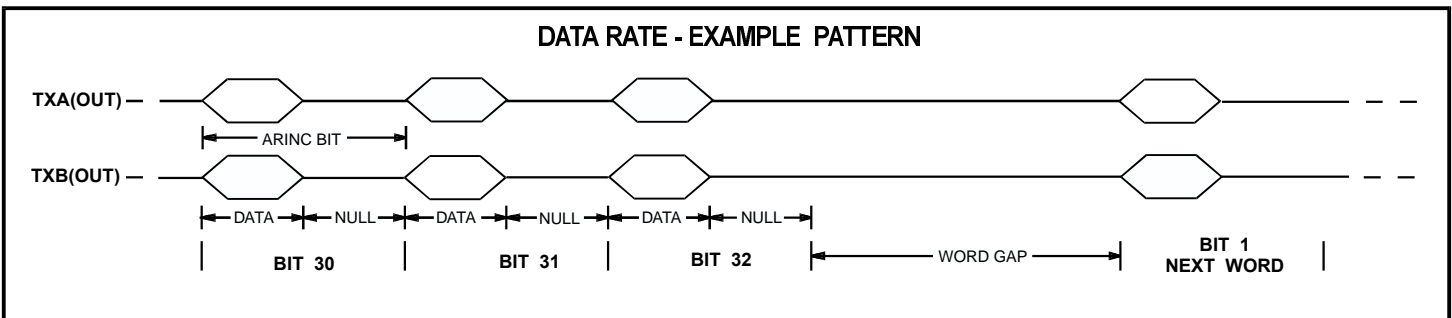 DATA RATE - EXAMPLE PATTERN
TXA(OUT)
ARINC BIT
TXB(OUT)
DATA NULL DATA NULL DATA NULL
BIT 30 BIT 31 BIT 32 WORD GAP BIT 1
NEXT WORD